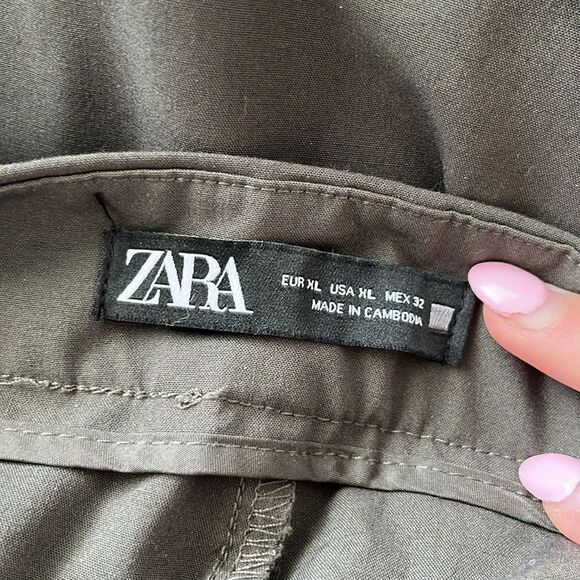 ZARA
EUR XL USA XL MEX 32
MADE IN CAMBODIA